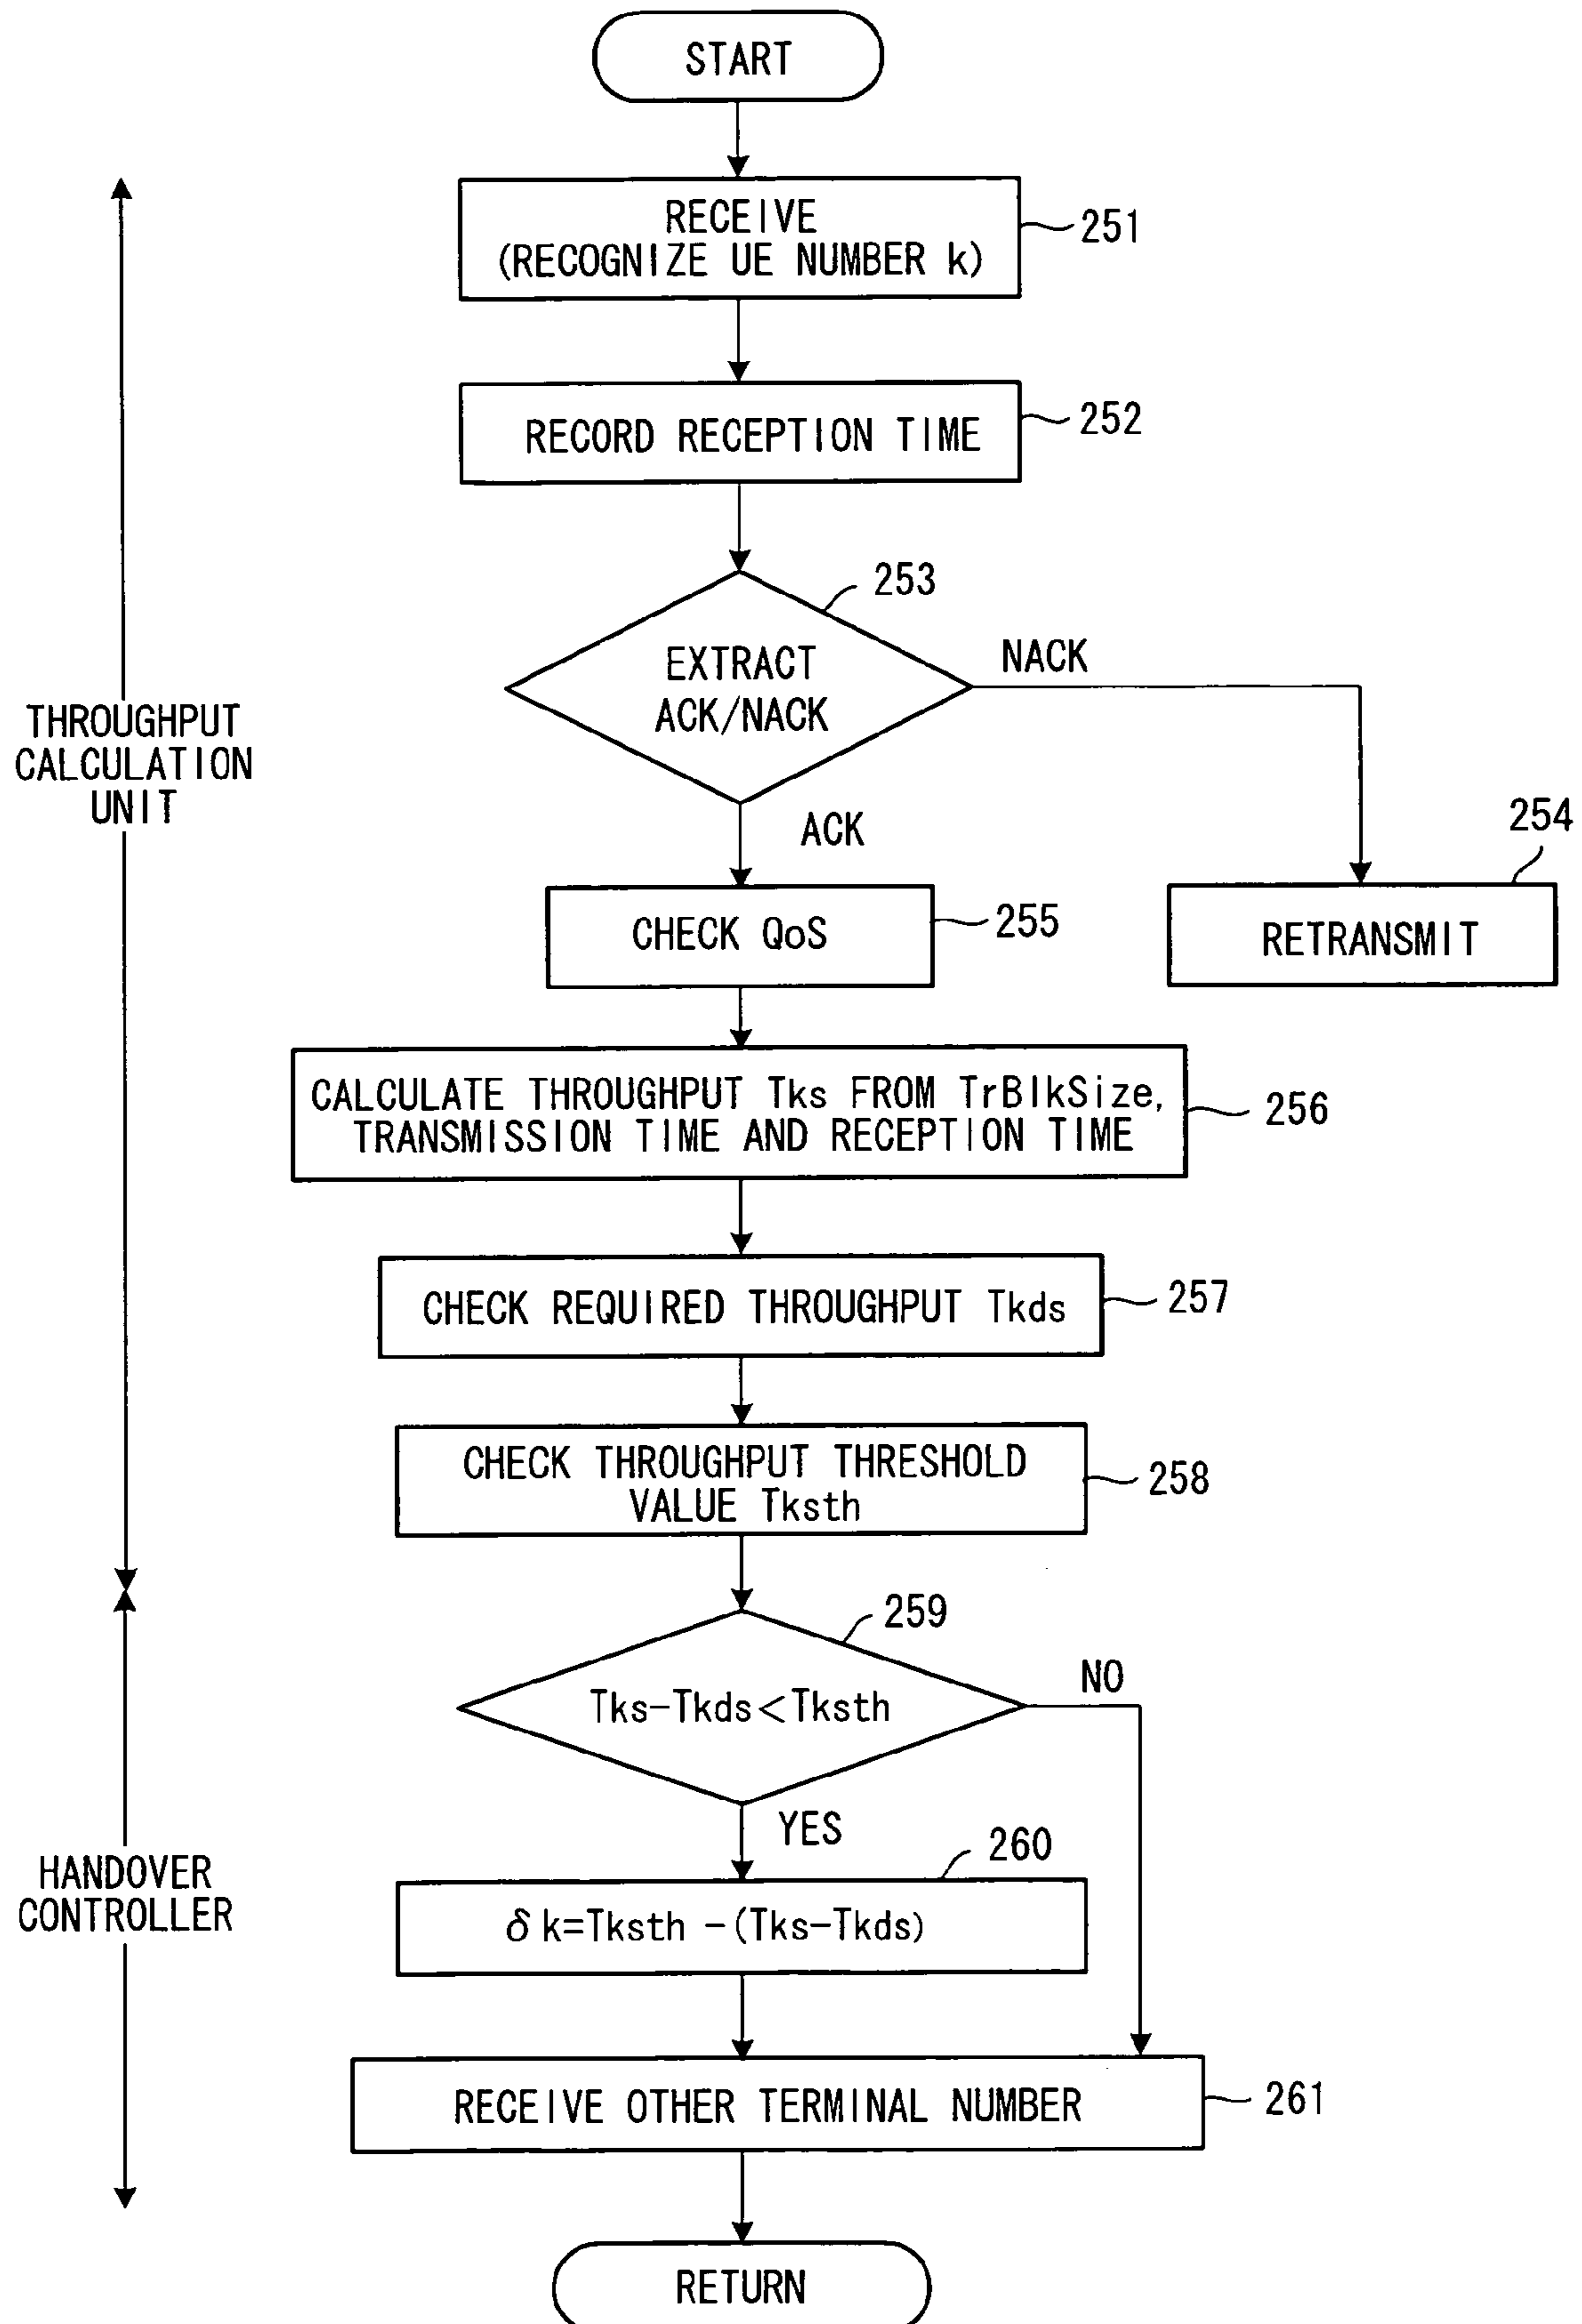 START
RECEIVE
(RECOGNIZE UE NUMBER k)
251
RECORD RECEPTION TIME
252
253
EXTRACT
ACK/NACK
NACK
THROUGHPUT
CALCULATION
UNIT
ACK
254
CHECK QoS
255
RETRANSMIT
CALCULATE THROUGHPUT Tks FROM TrBlkSize,
TRANSMISSION TIME AND RECEPTION TIME
256
CHECK REQUIRED THROUGHPUT Tkds
257
CHECK THROUGHPUT THRESHOLD
VALUE Tksth
258
259
Tks-Tkds<Tksth
NO
YES
260
HANDOVER
CONTROLLER
δk=Tksth -(Tks-Tkds)
RECEIVE OTHER TERMINAL NUMBER
261
RETURN